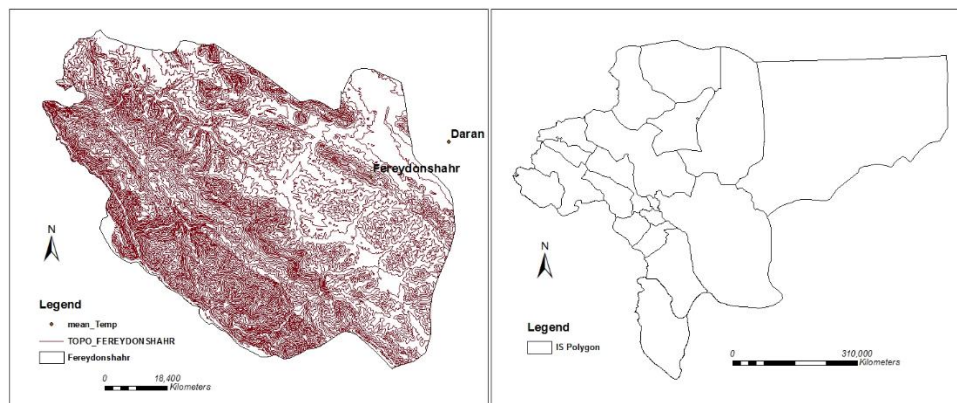 Daran
Fereydonshahr
N
Legend
mean_Temp
TOPO_FEREYDONSHAHR
Fereydonshahr
0 18,400
Kilometers
N
Legend
IS Polygon
0 310,000
Kilometers